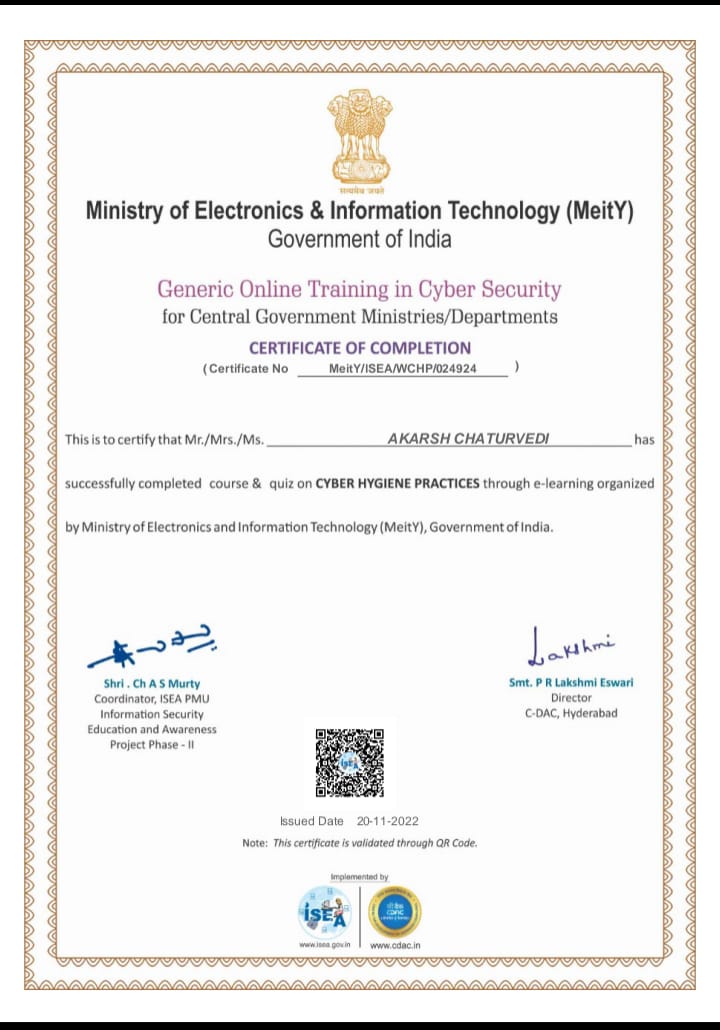 सत्यमेव जयते
Ministry of Electronics & Information Technology (MeitY)
Government of India
Generic Online Training in Cyber Security
for Central Government Ministries/Departments
CERTIFICATE OF COMPLETION
(Certificate No MeitY/ISEA/WCHP/024924 )
This is to certify that Mr./Mrs./Ms. AKARSH CHATURVEDI has
successfully completed course & quiz on CYBER HYGIENE PRACTICES through e-learning organized
by Ministry of Electronics and Information Technology (MeitY), Government of India.
Lakshmi
Shri . Ch A S Murty
Coordinator, ISEA PMU
Information Security
Education and Awareness
Project Phase - II
Smt. P R Lakshmi Eswari
Director
C-DAC, Hyderabad
ISEA
Issued Date 20-11-2022
Note: This certificate is validated through QR Code.
Implemented by
ISEA
www.isea.gov.in
सी डैक
CDAC
www.cdac.in